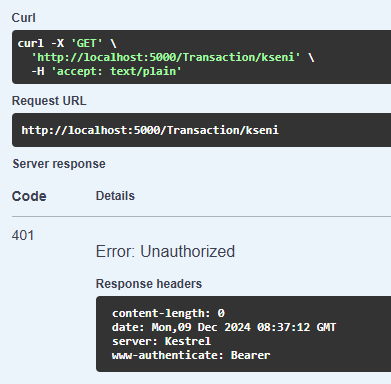 Curl
curl -X 'GET' \
'http://localhost:5000/Transaction/kseni' \
-H 'accept: text/plain'
Request URL
http://localhost:5000/Transaction/kseni
Server response
Code Details
401
Error: Unauthorized
Response headers
content-length: 0
date: Mon,09 Dec 2024 08:37:12 GMT
server: Kestrel
www-authenticate: Bearer